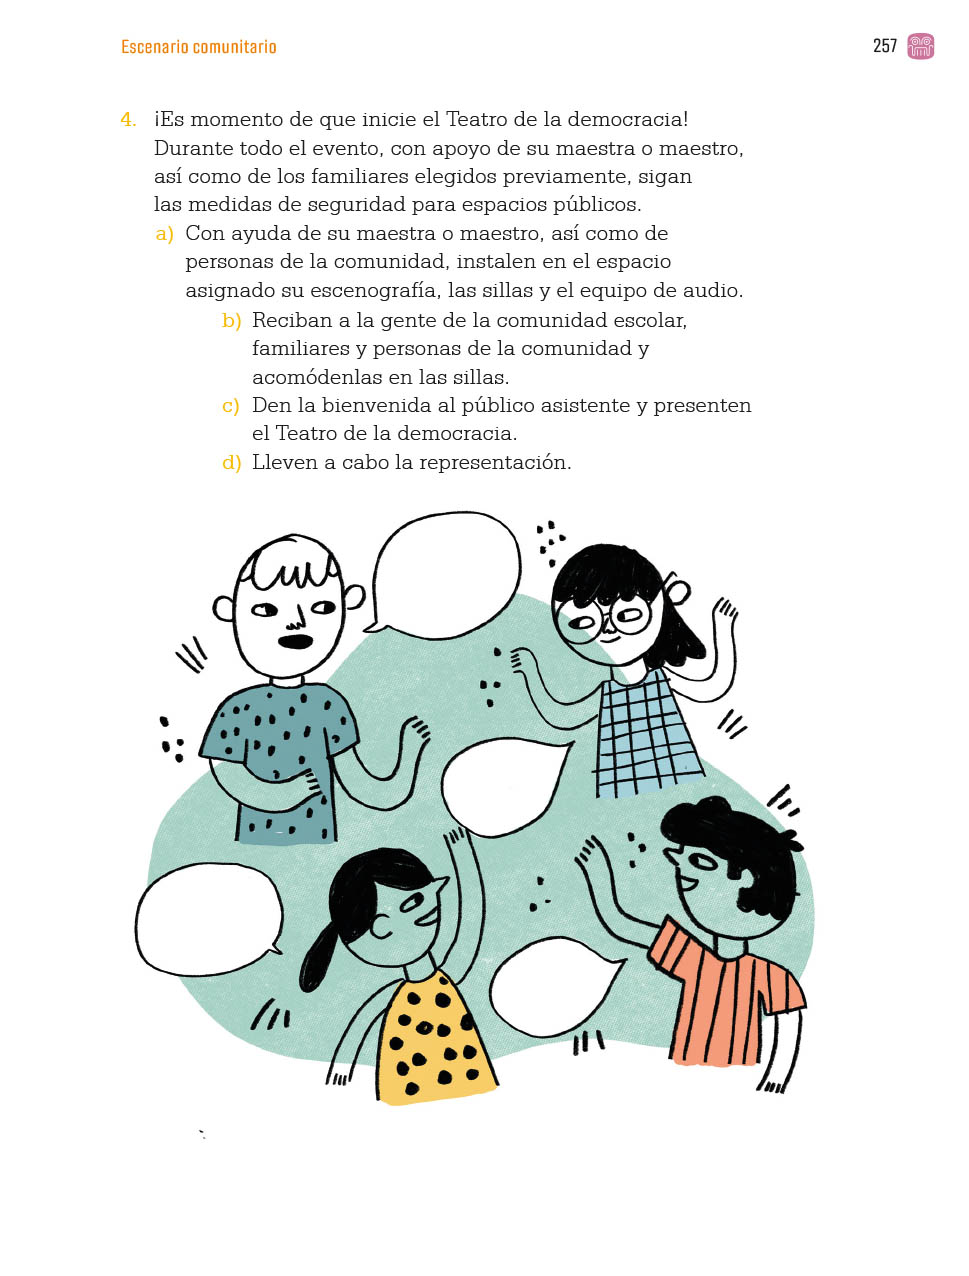 Escenario comunitario
257
4. ¡Es momento de que inicie el Teatro de la democracia!
Durante todo el evento, con apoyo de su maestra o maestro,
así como de los familiares elegidos previamente, sigan
las medidas de seguridad para espacios públicos.
a) Con ayuda de su maestra o maestro, así como de
personas de la comunidad, instalen en el espacio
asignado su escenografía, las sillas y el equipo de audio.
b) Reciban a la gente de la comunidad escolar,
familiares y personas de la comunidad y
acomódenlas en las sillas.
c) Den la bienvenida al público asistente y presenten
el Teatro de la democracia.
d) Lleven a cabo la representación.